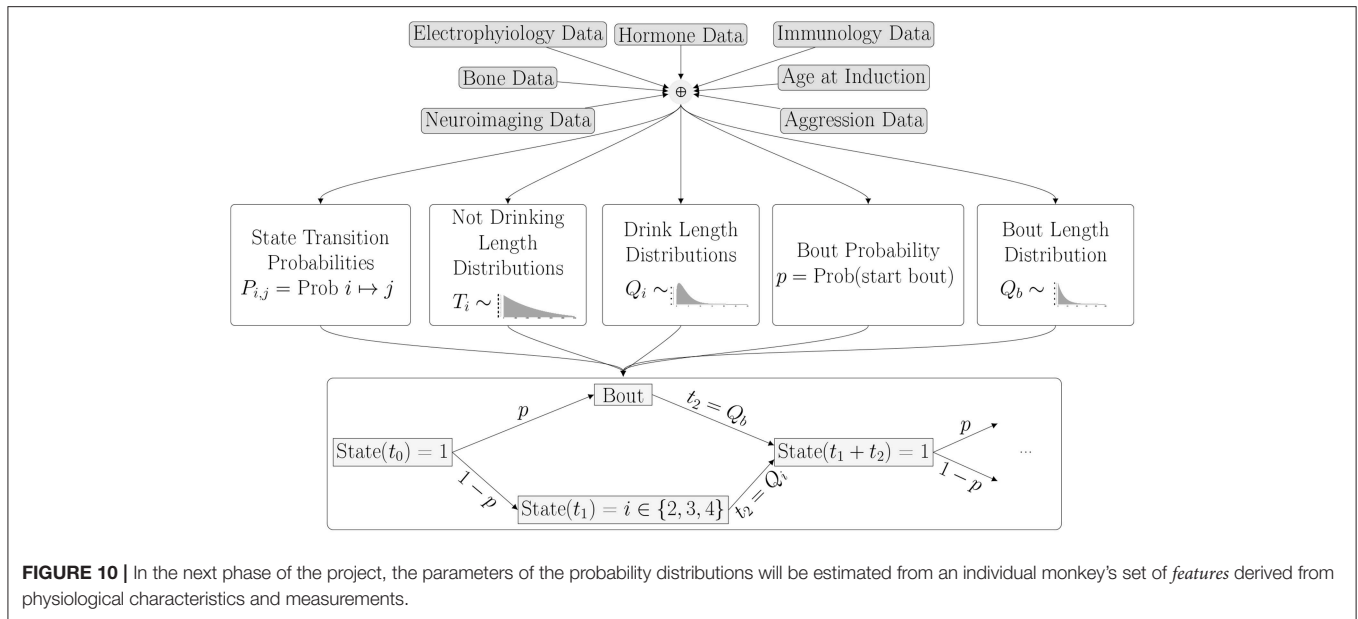 Electrophyiology Data
Hormone Data
Immunology Data
Bone Data
⊕
Age at Induction
Neuroimaging Data
Aggression Data
State Transition
Probabilities
P_{i,j} = Prob i ↦ j
Not Drinking
Length
Distributions
T_i ∼
Drink Length
Distributions
Q_i ∼
Bout Probability
p = Prob(start bout)
Bout Length
Distribution
Q_b ∼
Bout
p
t_2 = Q_b
p
State(t_0) = 1
State(t_1 + t_2) = 1
...
1 − p
t_2 = Q_i
1 − p
State(t_1) = i ∈ {2, 3, 4}
FIGURE 10 | In the next phase of the project, the parameters of the probability distributions will be estimated from an individual monkey's set of features derived from
physiological characteristics and measurements.